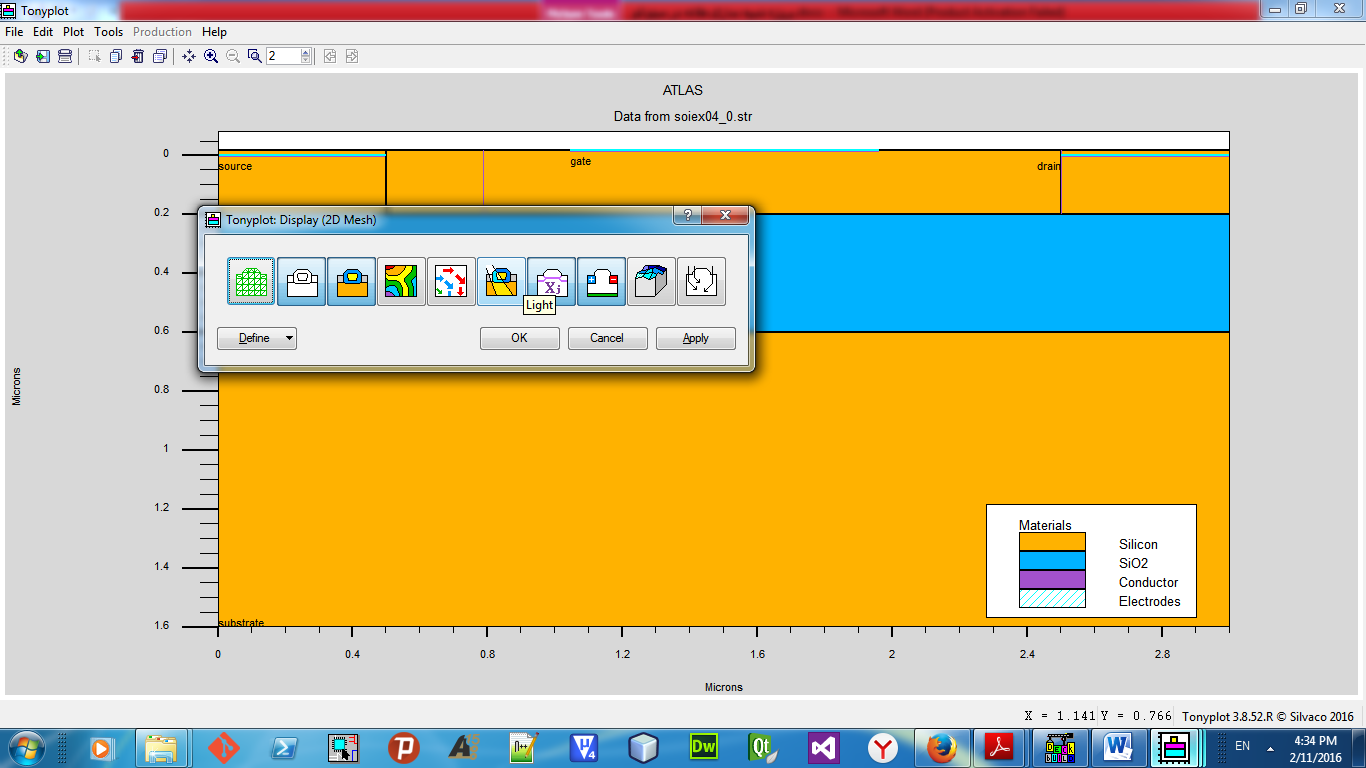 Tonyplot
File Edit Plot Tools Production Help
2
ATLAS
Data from soiex04_0.str
0
0.2
0.4
0.6
0.8
1
1.2
1.4
1.6
Microns
source
gate
drain
Tonyplot: Display (2D Mesh)
?
Xj
Light
Define
OK
Cancel
Apply
Materials
Silicon
SiO2
Conductor
Electrodes
substrate
0 0.4 0.8 1.2 1.6 2 2.4 2.8
Microns
X = 1.141 Y = 0.766 Tonyplot 3.8.52.R © Silvaco 2016
EN
4:34 PM
2/11/2016